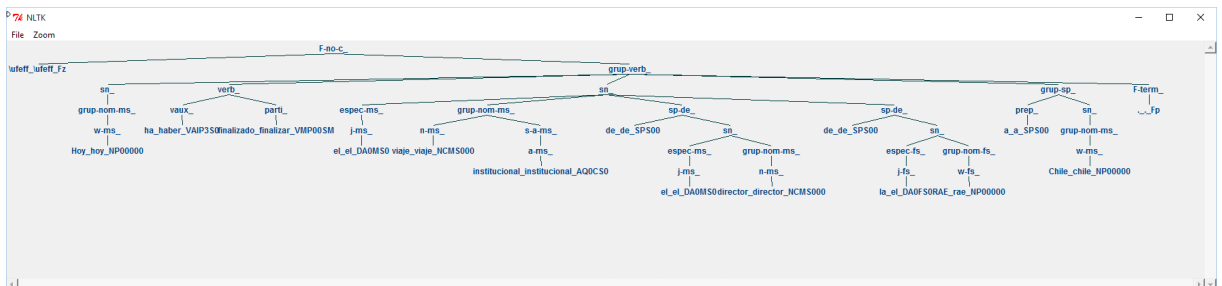 7% NLTK
File Zoom
F-no-c_
\ufeff_\ufeff_Fz grup-verb_
sn_ verb_ sn_ grup-sp_ F-term_
grup-nom-ms_ vaux_ parti_ espec-ms_ grup-nom-ms_ sp-de_ sp-de_ prep_ sn_ ._._Fp
w-ms_ ha_haber_VAIP3S0 finalizado_finalizar_VMP00SM j-ms_ n-ms_ s-a-ms_ de_de_SPS00 sn_ de_de_SPS00 sn_ a_a_SPS00 grup-nom-ms_
Hoy_hoy_NP00000 el_el_DA0MS0 viaje_viaje_NCMS000 a-ms_ espec-ms_ grup-nom-ms_ espec-fs_ grup-nom-fs_ w-ms_
institucional_institucional_AQ0CS0 j-ms_ n-ms_ j-fs_ w-fs_ Chile_chile_NP00000
el_el_DA0MS0 director_director_NCMS000 la_el_DA0FS0 RAE_rae_NP00000